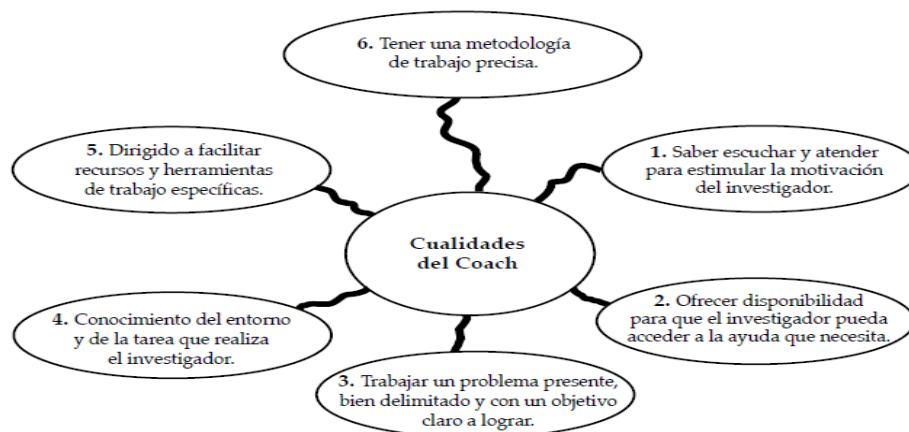 6. Tener una metodología
de trabajo precisa.
5. Dirigido a facilitar
recursos y herramientas
de trabajo específicas.
1. Saber escuchar y atender
para estimular la motivación
del investigador.
Cualidades
del Coach
4. Conocimiento del entorno
y de la tarea que realiza
el investigador.
2. Ofrecer disponibilidad
para que el investigador pueda
acceder a la ayuda que necesita.
3. Trabajar un problema presente,
bien delimitado y con un objetivo
claro a lograr.